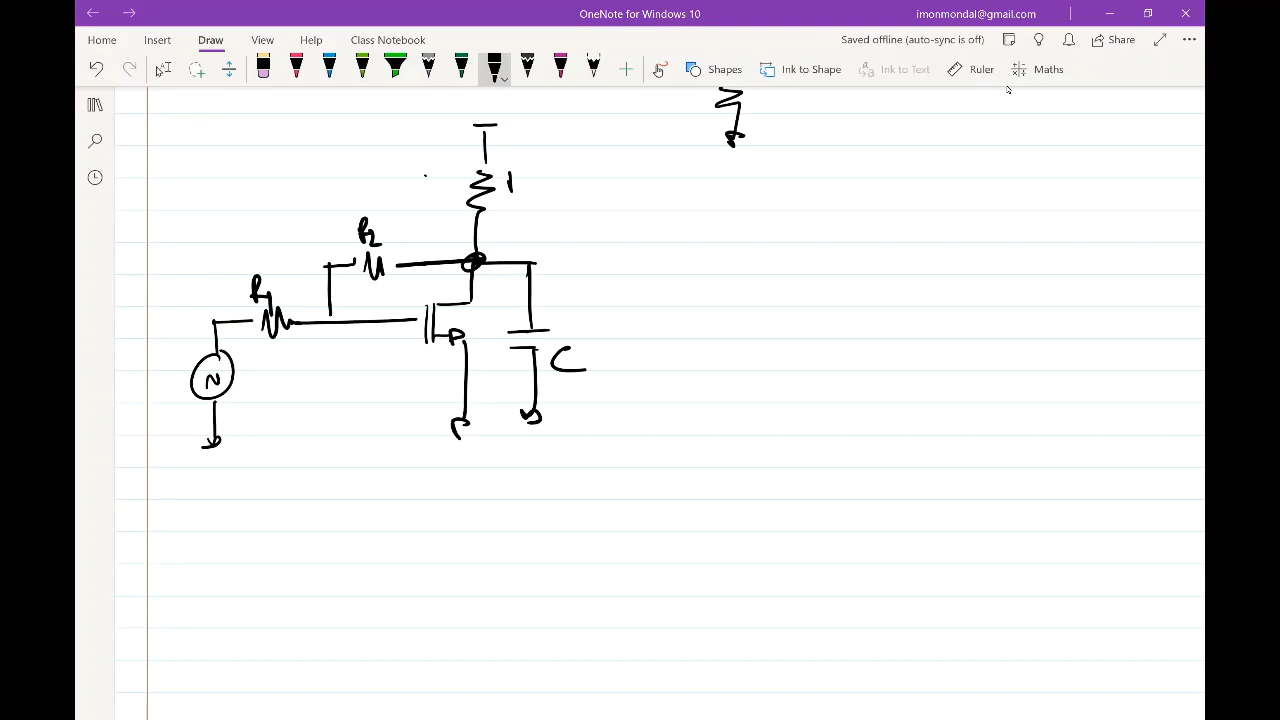 OneNote for Windows 10
imonmondal@gmail.com
Home Insert Draw View Help Class Notebook
Saved offline (auto-sync is off)
Share
Shapes
Ink to Shape
Ink to Text
Ruler
Maths
1
R2
R1
C